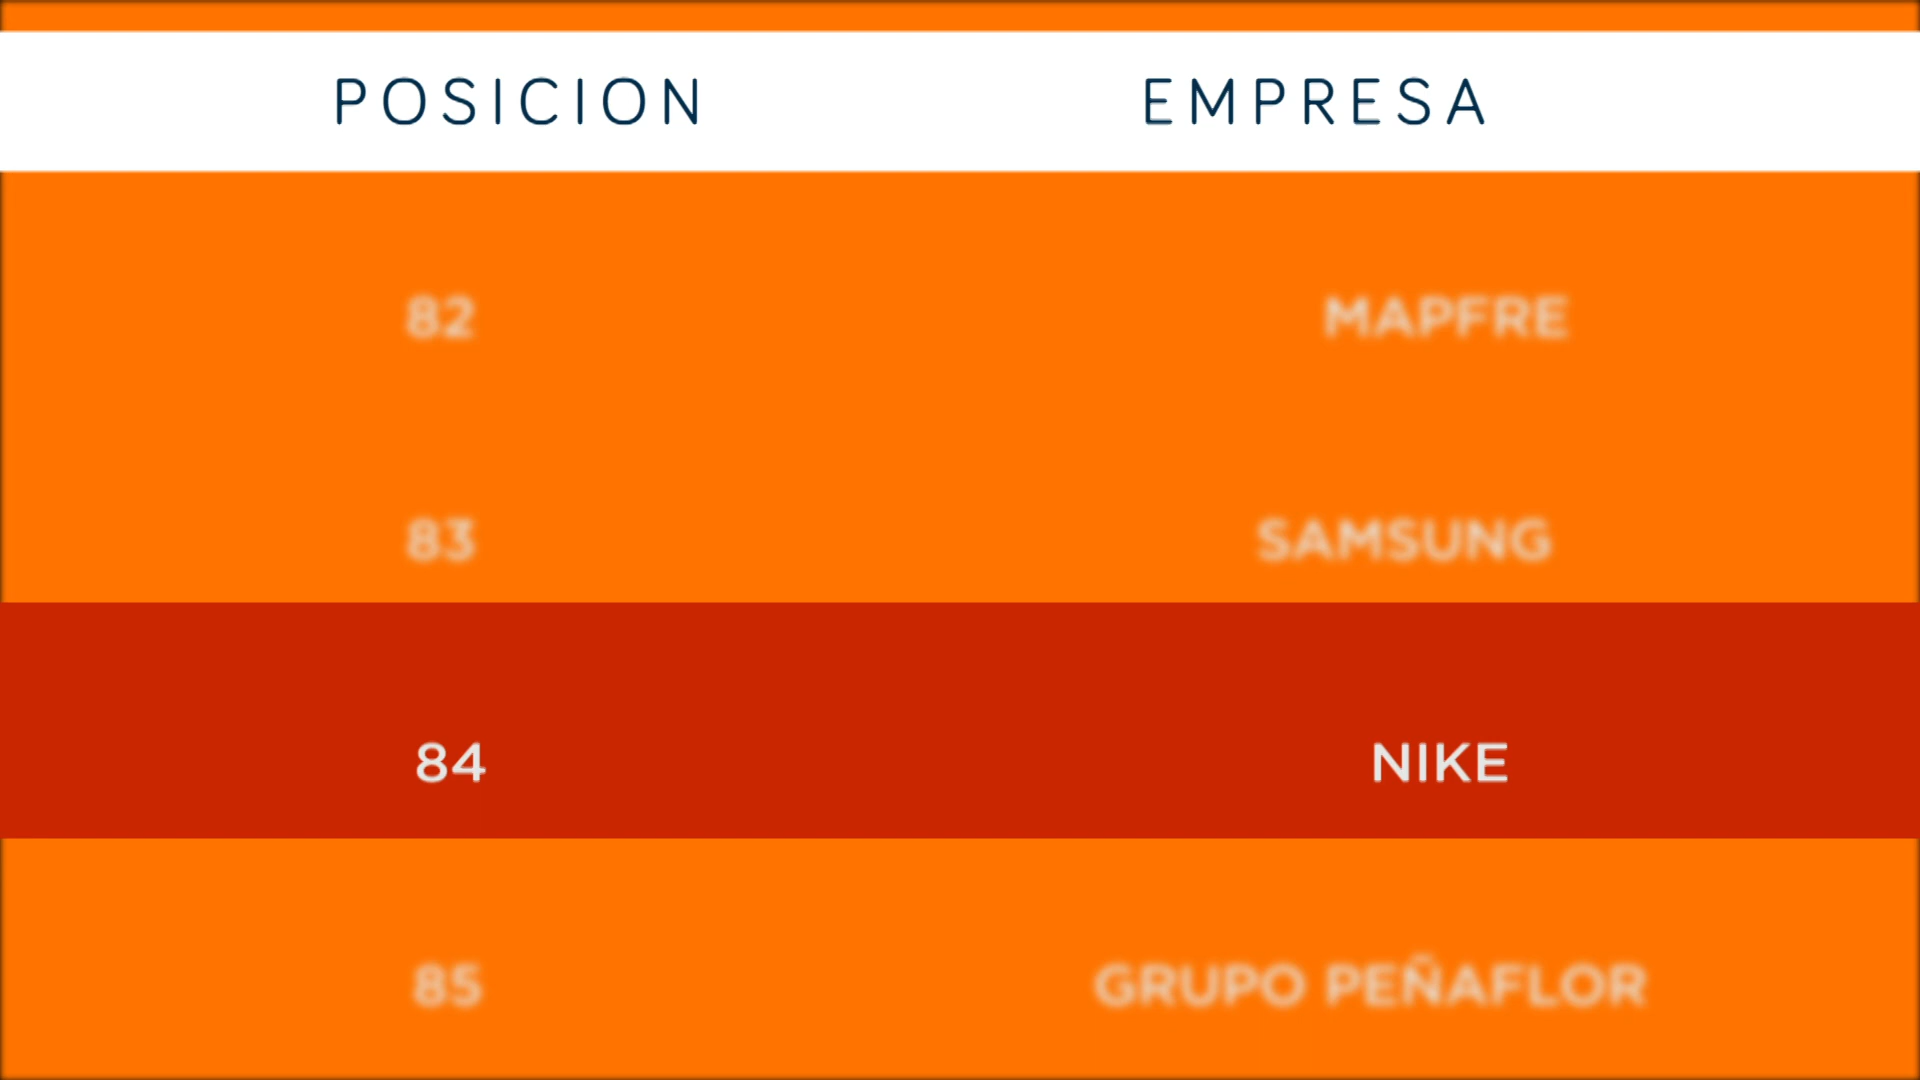 POSICION EMPRESA
82 MAPFRE
83 SAMSUNG
84 NIKE
85 GRUPO PEÑAFLOR